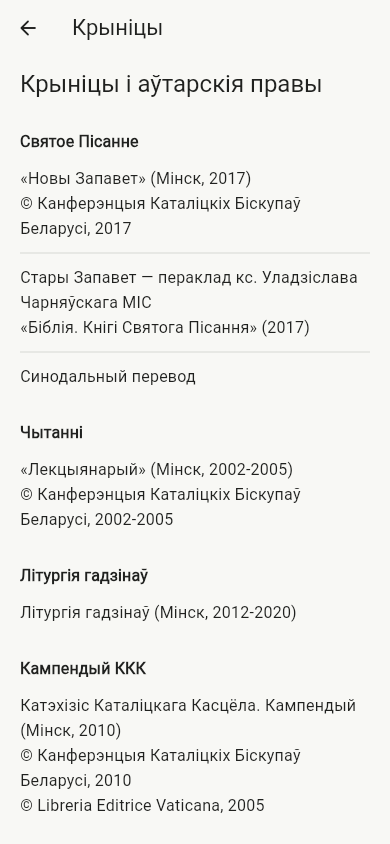 Крыніцы
Крыніцы і аўтарскія правы
Святое Пісанне
«Новы Запавет» (Мінск, 2017)
© Канферэнцыя Каталіцкіх Біскупаў
Беларусі, 2017
Стары Запавет — пераклад кс. Уладзіслава
Чарняўскага МІС
«Біблія. Кнігі Святога Пісання» (2017)
Синодальный перевод
Чытанні
«Лекцыянарый» (Мінск, 2002-2005)
© Канферэнцыя Каталіцкіх Біскупаў
Беларусі, 2002-2005
Літургія гадзінаў
Літургія гадзінаў (Мінск, 2012-2020)
Кампендый ККК
Катэхізіс Каталіцкага Касцёла. Кампендый
(Мінск, 2010)
© Канферэнцыя Каталіцкіх Біскупаў
Беларусі, 2010
© Libreria Editrice Vaticana, 2005